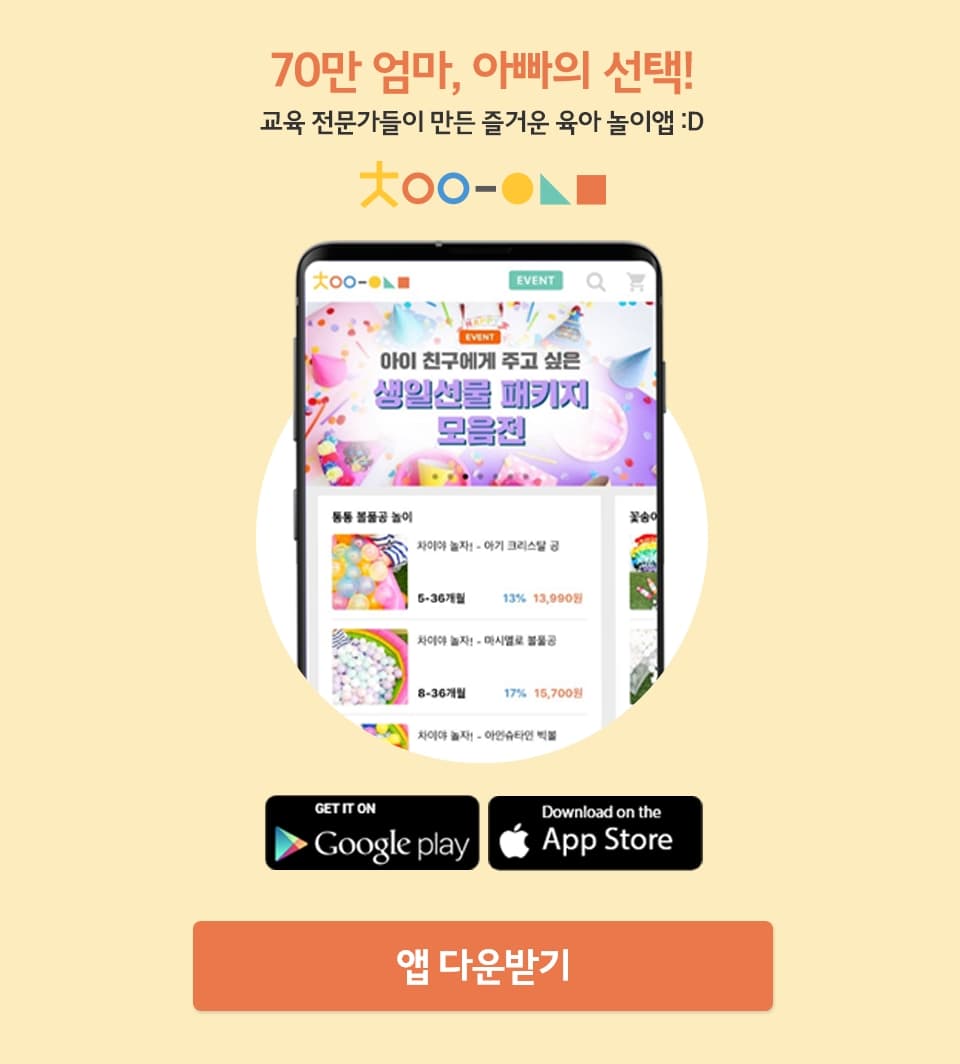 70만 엄마, 아빠의 선택!
교육 전문가들이 만든 즐거운 육아 놀이앱 :D
EVENT
HAPPY
EVENT
아이 친구에게 주고 싶은
생일선물 패키지
모음전
통통 볼풀공 놀이
꽃송이
차이야 놀자! - 아기 크리스탈 공
5-36개월 13% 13,990원
차이야 놀자! - 마시멜로 볼풀공
8-36개월 17% 15,700원
차이야 놀자! - 아인슈타인 빅볼
GET IT ON
Google play
Download on the
App Store
앱 다운받기